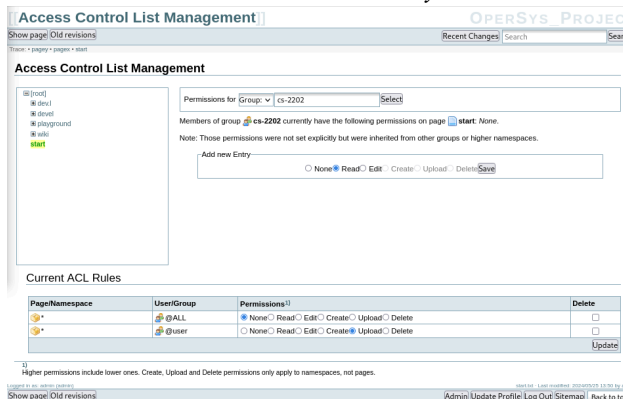 [[Access Control List Management]]
OPERSYS_PROJEC
Show page Old revisions
Recent Changes Search Sear
Trace: • pagey • pagex • start
Access Control List Management
[root]
dev.l
devel
playground
wiki
start
Permissions for Group: cs-2202 Select
Members of group cs-2202 currently have the following permissions on page start: None.
Note: Those permissions were not set explicitly but were inherited from other groups or higher namespaces.
Add new Entry
None Read Edit Create Upload Delete Save
Current ACL Rules
Page/Namespace User/Group Permissions1) Delete
* @ALL None Read Edit Create Upload Delete
* @user None Read Edit Create Upload Delete
Update
1)
Higher permissions include lower ones. Create, Upload and Delete permissions only apply to namespaces, not pages.
Logged in as: admin (admin) start.txt · Last modified: 2024/05/25 13:50 by
Show page Old revisions
Admin Update Profile Log Out Sitemap Back to to